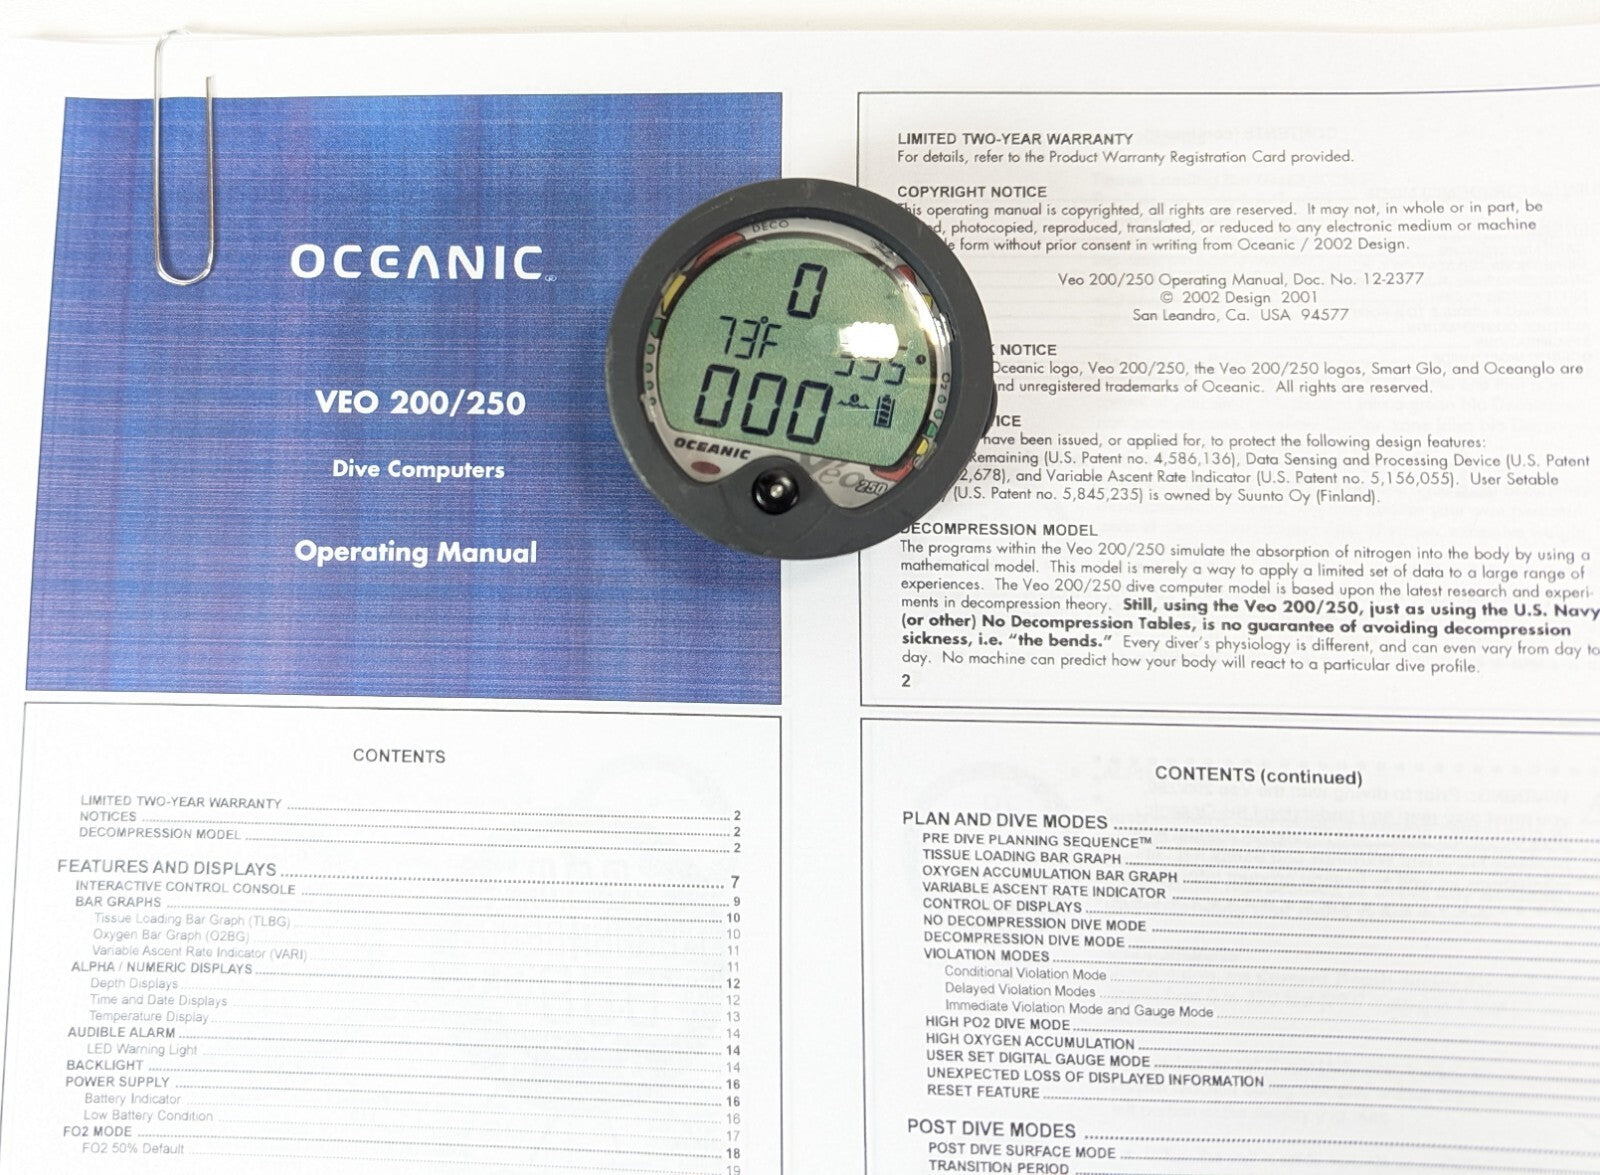 OCEANIC
VEO 200/250
Dive Computers
Operating Manual
DECO
0
73°F
000
OCEANIC
Veo 250
LIMITED TWO-YEAR WARRANTY
For details, refer to the Product Warranty Registration Card provided.
COPYRIGHT NOTICE
This operating manual is copyrighted, all rights are reserved. It may not, in whole or in part, be
photocopied, reproduced, translated, or reduced to any electronic medium or machine
form without prior consent in writing from Oceanic / 2002 Design.
Veo 200/250 Operating Manual, Doc. No. 12-2377
© 2002 Design 2001
San Leandro, Ca. USA 94577
NOTICE
Oceanic logo, Veo 200/250, the Veo 200/250 logos, Smart Glo, and Oceanglo are
unregistered trademarks of Oceanic. All rights are reserved.
have been issued, or applied for, to protect the following design features:
Remaining (U.S. Patent no. 4,586,136), Data Sensing and Processing Device (U.S. Patent
2,678), and Variable Ascent Rate Indicator (U.S. Patent no. 5,156,055). User Setable
(U.S. Patent no. 5,845,235) is owned by Suunto Oy (Finland).
DECOMPRESSION MODEL
The programs within the Veo 200/250 simulate the absorption of nitrogen into the body by using a
mathematical model. This model is merely a way to apply a limited set of data to a large range of
experiences. The Veo 200/250 dive computer model is based upon the latest research and experi-
ments in decompression theory. Still, using the Veo 200/250, just as using the U.S. Navy
(or other) No Decompression Tables, is no guarantee of avoiding decompression
sickness, i.e. “the bends.” Every diver’s physiology is different, and can even vary from day to
day. No machine can predict how your body will react to a particular dive profile.
2
CONTENTS
LIMITED TWO-YEAR WARRANTY 2
NOTICES 2
DECOMPRESSION MODEL 2
FEATURES AND DISPLAYS 7
INTERACTIVE CONTROL CONSOLE 9
BAR GRAPHS 10
Tissue Loading Bar Graph (TLBG) 10
Oxygen Bar Graph (O2BG) 11
Variable Ascent Rate Indicator (VARI) 11
ALPHA / NUMERIC DISPLAYS 12
Depth Displays 12
Time and Date Displays 13
Temperature Display 14
AUDIBLE ALARM 14
LED Warning Light 14
BACKLIGHT 16
POWER SUPPLY 16
Battery Indicator 16
Low Battery Condition 17
FO2 MODE 18
FO2 50% Default 19
CONTENTS (continued)
PLAN AND DIVE MODES
PRE DIVE PLANNING SEQUENCE™
TISSUE LOADING BAR GRAPH
OXYGEN ACCUMULATION BAR GRAPH
VARIABLE ASCENT RATE INDICATOR
CONTROL OF DISPLAYS
NO DECOMPRESSION DIVE MODE
DECOMPRESSION DIVE MODE
VIOLATION MODES
Conditional Violation Mode
Delayed Violation Modes
Immediate Violation Mode and Gauge Mode
HIGH PO2 DIVE MODE
HIGH OXYGEN ACCUMULATION
USER SET DIGITAL GAUGE MODE
UNEXPECTED LOSS OF DISPLAYED INFORMATION
RESET FEATURE
POST DIVE MODES
POST DIVE SURFACE MODE
TRANSITION PERIOD